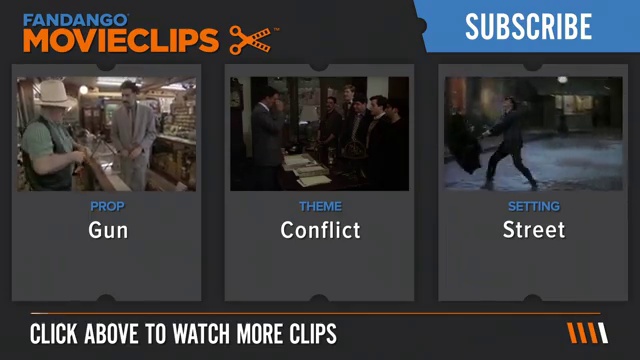 FANDANGO
MOVIECLIPS
SUBSCRIBE
PROP
Gun
THEME
Conflict
SETTING
Street
CLICK ABOVE TO WATCH MORE CLIPS